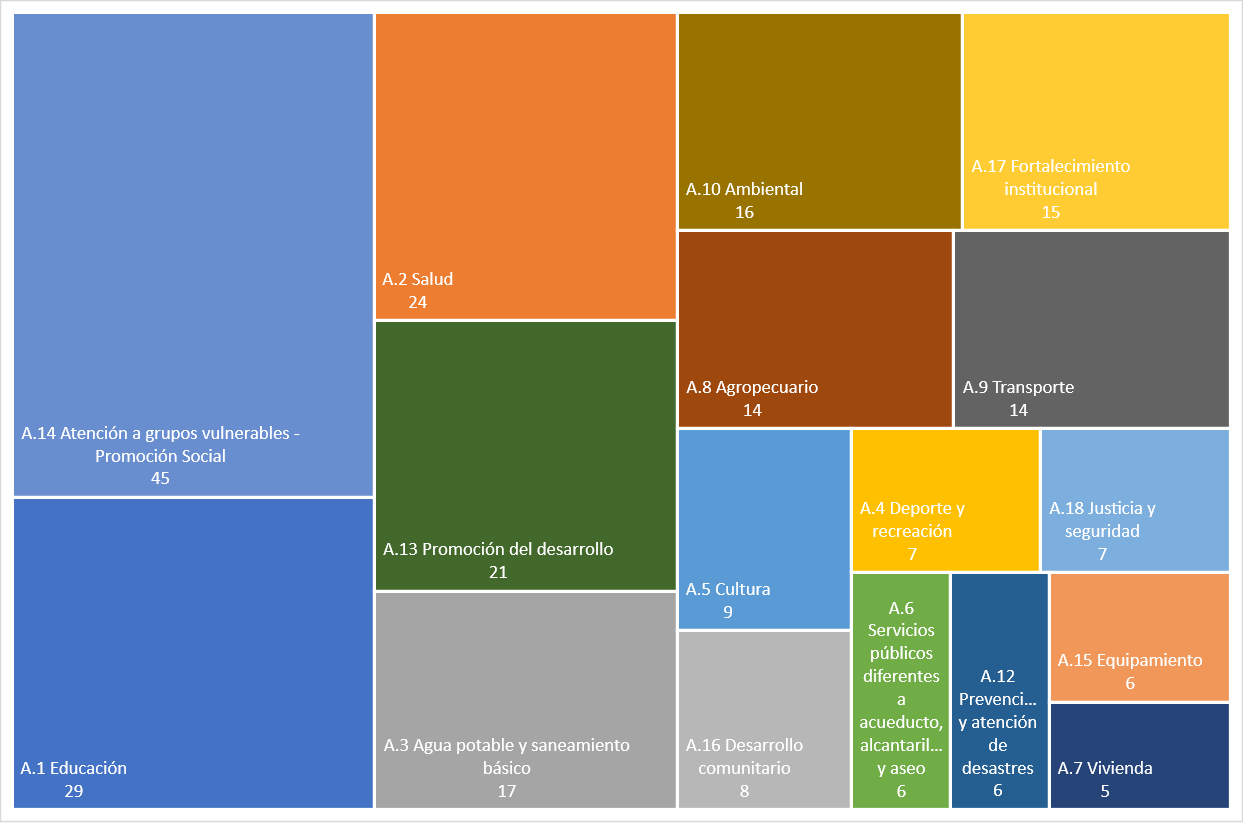 A.14 Atención a grupos vulnerables -
Promoción Social
45
A.1 Educación
29
A.2 Salud
24
A.13 Promoción del desarrollo
21
A.3 Agua potable y saneamiento
básico
17
A.10 Ambiental
16
A.17 Fortalecimiento
institucional
15
A.8 Agropecuario
14
A.9 Transporte
14
A.5 Cultura
9
A.16 Desarrollo
comunitario
8
A.4 Deporte y
recreación
7
A.18 Justicia y
seguridad
7
A.6
Servicios
públicos
diferentes
a
acueducto,
alcantaril...
y aseo
6
A.12
Prevenci...
y atención
de
desastres
6
A.15 Equipamiento
6
A.7 Vivienda
5